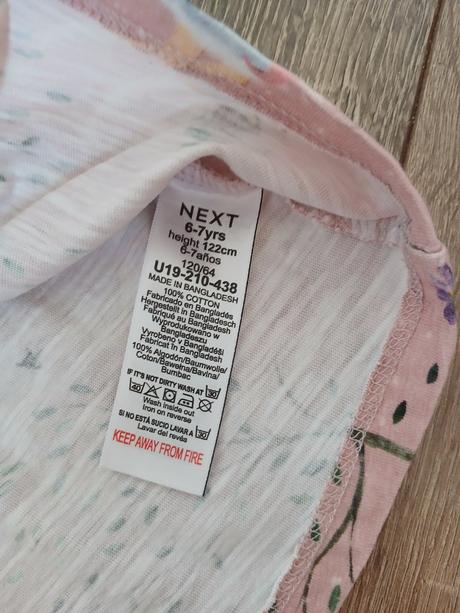 NEXT
6-7yrs
height 122cm
6-7años
120/64
U19-210-438
MADE IN BANGLADESH
100% COTTON
Fabricado en Bangladés
Hergestellt in Bangladesch
Fabriqué au Bangladesh
Wyprodukowano w
Bangladeszu
Vyrobeno v Bangladéši
Fabricat în Bangladesh
100% Algodón/Baumwolle/
Coton/Bawełna/Bavlna/
Bumbac
IF IT'S NOT DIRTY WASH AT 30
40
Wash inside out
Iron on reverse
SI NO ESTÁ SUCIO LAVAR A 30
Lavar del revés
KEEP AWAY FROM FIRE